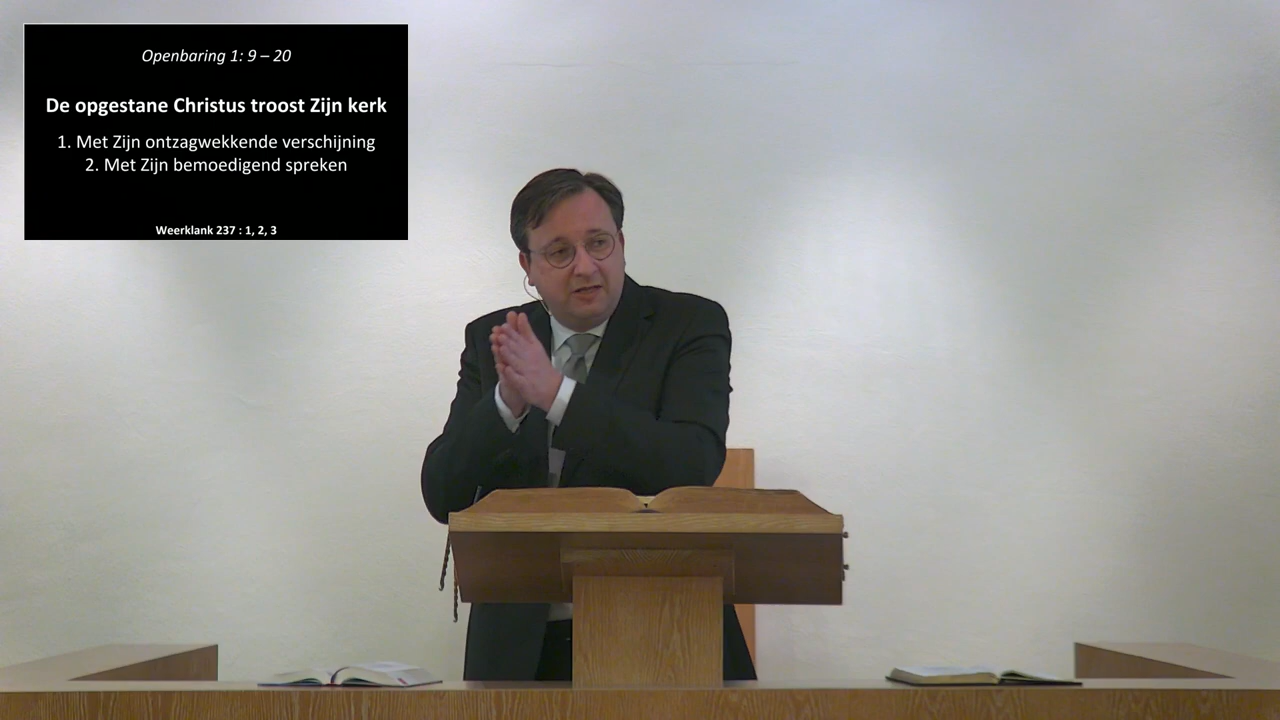 Openbaring 1: 9 – 20
De opgestane Christus troost Zijn kerk
1. Met Zijn ontzagwekkende verschijning
2. Met Zijn bemoedigend spreken
Weerklank 237 : 1, 2, 3